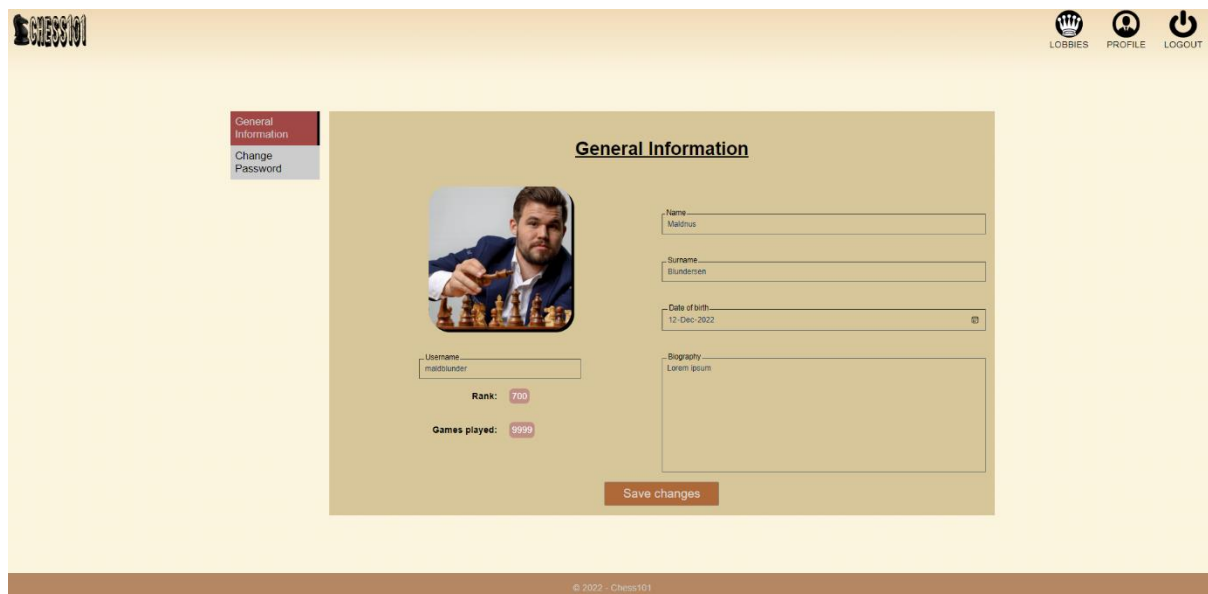 CHESS101
LOBBIES
PROFILE
LOGOUT
General
Information
Change
Password
General Information
Name
Maldnus
Surname
Blundersen
Date of birth
12-Dec-2022
Username
maldblunder
Biography
Lorem ipsum
Rank:
700
Games played:
9999
Save changes
© 2022 - Chess101